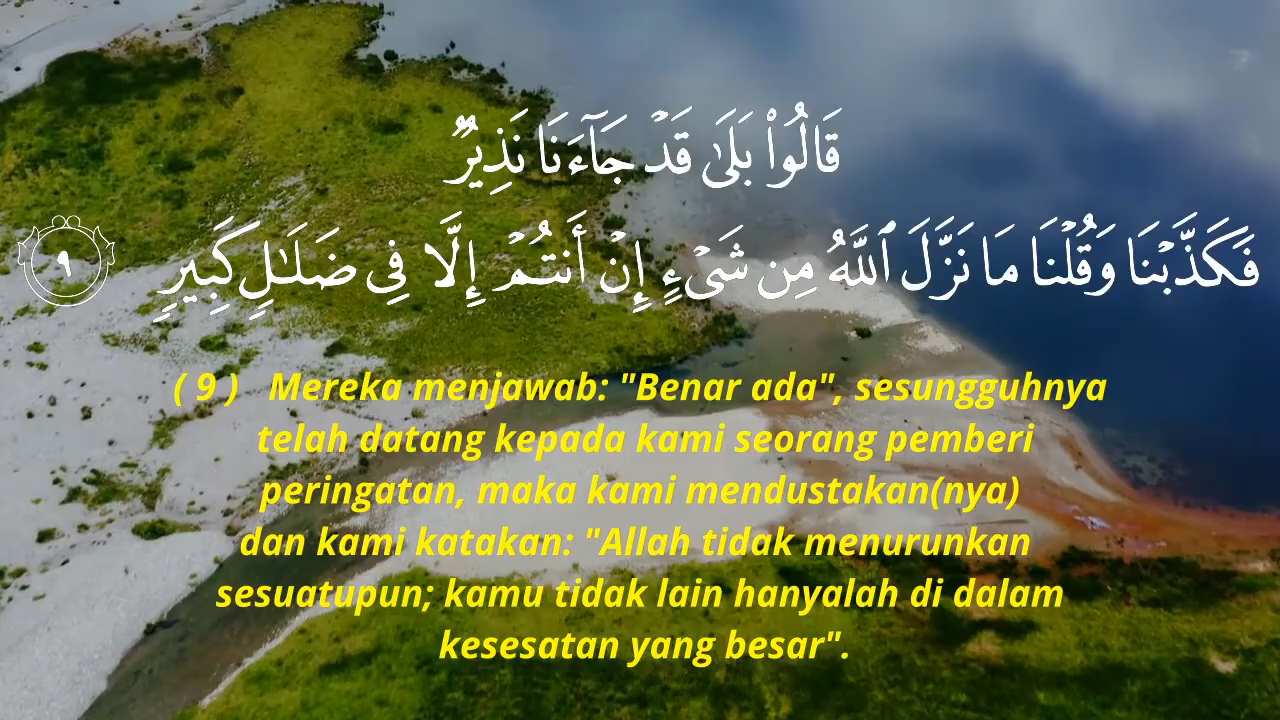 قَالُوا۟ بَلَىٰ قَدْ جَآءَنَا نَذِيرٌۭ
فَكَذَّبْنَا وَقُلْنَا مَا نَزَّلَ ٱللَّهُ مِن شَىْءٍ إِنْ أَنتُمْ إِلَّا فِى ضَلَـٰلٍۢ كَبِيرٍۢ ٩
( 9 ) Mereka menjawab: "Benar ada", sesungguhnya
telah datang kepada kami seorang pemberi
peringatan, maka kami mendustakan(nya)
dan kami katakan: "Allah tidak menurunkan
sesuatupun; kamu tidak lain hanyalah di dalam
kesesatan yang besar".